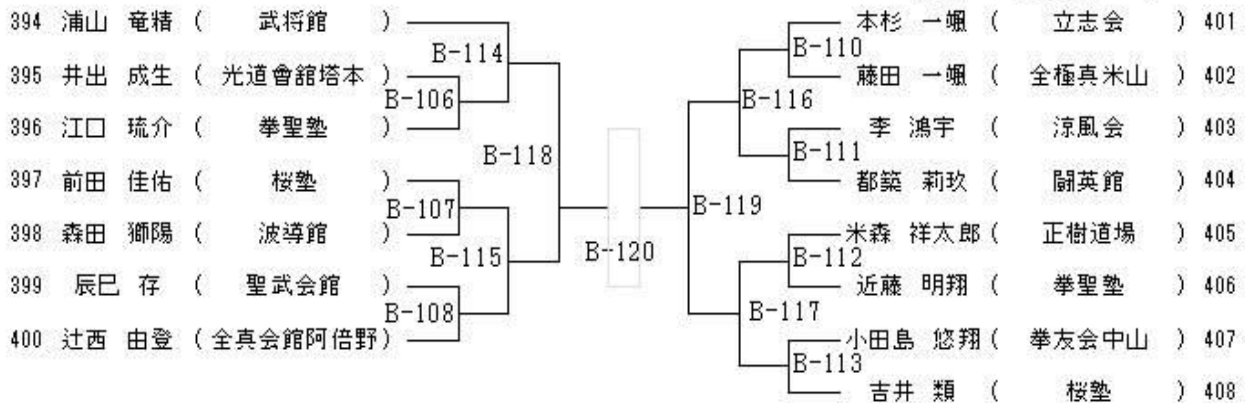 394 浦山 竜精 ( 武将館 )
B-114
395 井出 成生 ( 光道會舘塔本 )
B-106
396 江口 琉介 ( 拳聖塾 )
B-118
397 前田 佳佑 ( 桜塾 )
B-107
398 森田 獅陽 ( 波導館 )
B-115
399 辰巳 存 ( 聖武会館 )
B-108
400 辻西 由登 ( 全真会館阿倍野 )
B-120
本杉 一颯 ( 立志会 ) 401
B-110
藤田 一颯 ( 全極真米山 ) 402
B-116
李 鴻宇 ( 涼風会 ) 403
B-111
都築 莉玖 ( 闘英館 ) 404
B-119
米森 祥太郎 ( 正樹道場 ) 405
B-112
近藤 明翔 ( 拳聖塾 ) 406
B-117
小田島 悠翔 ( 拳友会中山 ) 407
B-113
吉井 類 ( 桜塾 ) 408